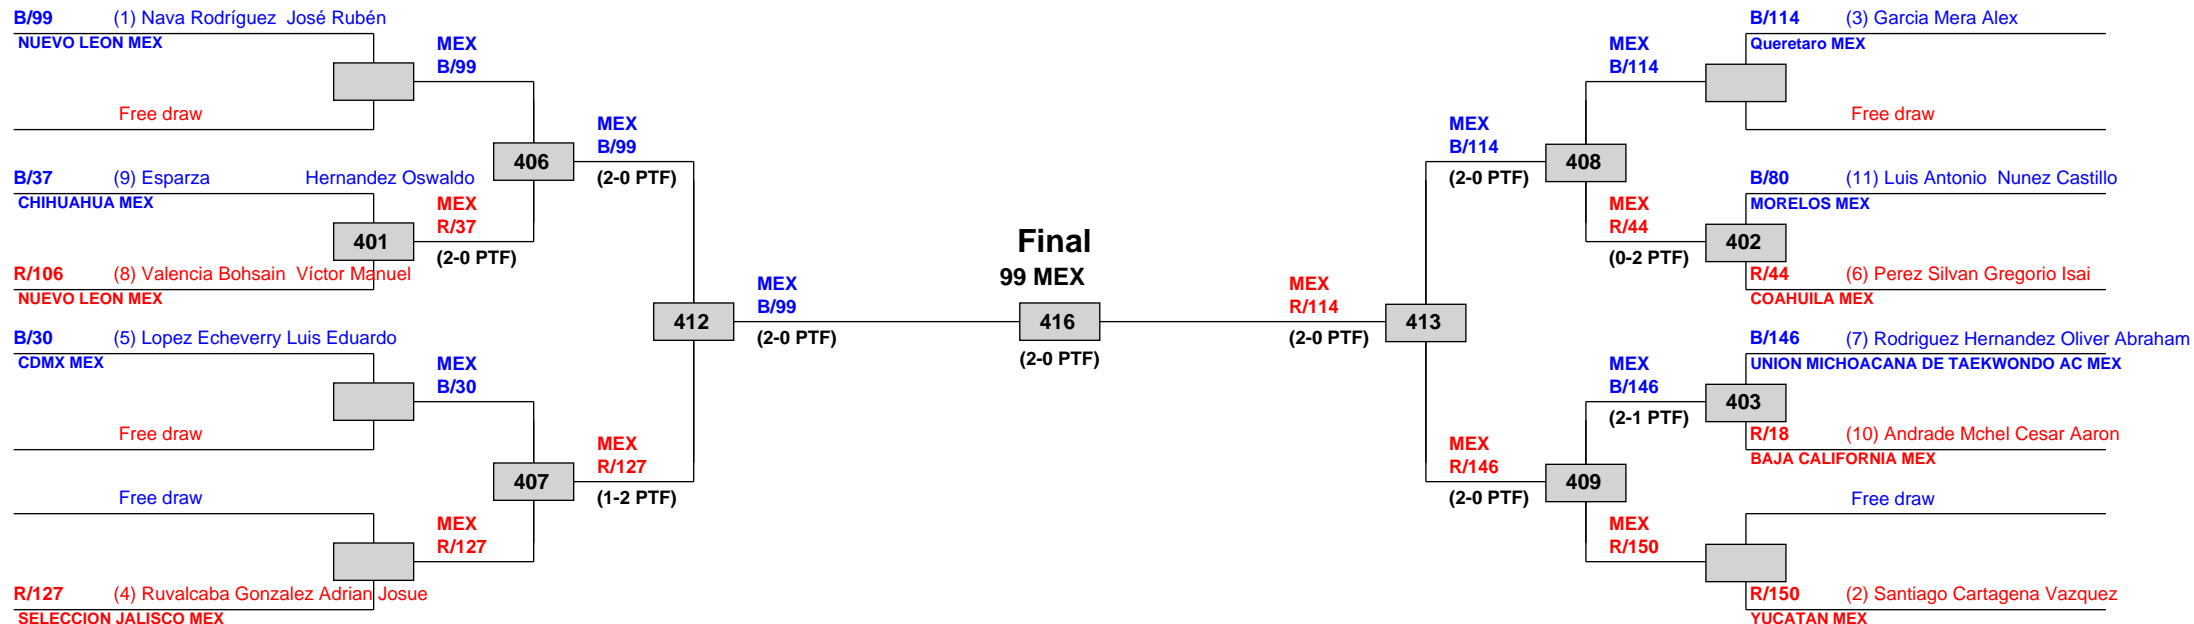 B/99 (1) Nava Rodríguez José Rubén
NUEVO LEON MEX
Free draw
B/37 (9) Esparza Hernandez Oswaldo
CHIHUAHUA MEX
R/106 (8) Valencia Bohsain Víctor Manuel
NUEVO LEON MEX
B/30 (5) Lopez Echeverry Luis Eduardo
CDMX MEX
Free draw
Free draw
R/127 (4) Ruvalcaba Gonzalez Adrian Josue
SELECCION JALISCO MEX
MEX
B/99
401
MEX
R/37
(2-0 PTF)
MEX
B/30
MEX
R/127
406
MEX
B/99
(2-0 PTF)
407
MEX
R/127
(1-2 PTF)
412
MEX
B/99
(2-0 PTF)
Final
99 MEX
416
(2-0 PTF)
MEX
R/114
(2-0 PTF)
413
MEX
B/114
(2-0 PTF)
408
MEX
R/146
(2-0 PTF)
409
MEX
B/114
MEX
R/44
(0-2 PTF)
402
MEX
B/146
(2-1 PTF)
403
MEX
R/150
B/114 (3) Garcia Mera Alex
Queretaro MEX
Free draw
B/80 (11) Luis Antonio Nunez Castillo
MORELOS MEX
R/44 (6) Perez Silvan Gregorio Isai
COAHUILA MEX
B/146 (7) Rodriguez Hernandez Oliver Abraham
UNION MICHOACANA DE TAEKWONDO AC MEX
R/18 (10) Andrade Mchel Cesar Aaron
BAJA CALIFORNIA MEX
Free draw
R/150 (2) Santiago Cartagena Vazquez
YUCATAN MEX